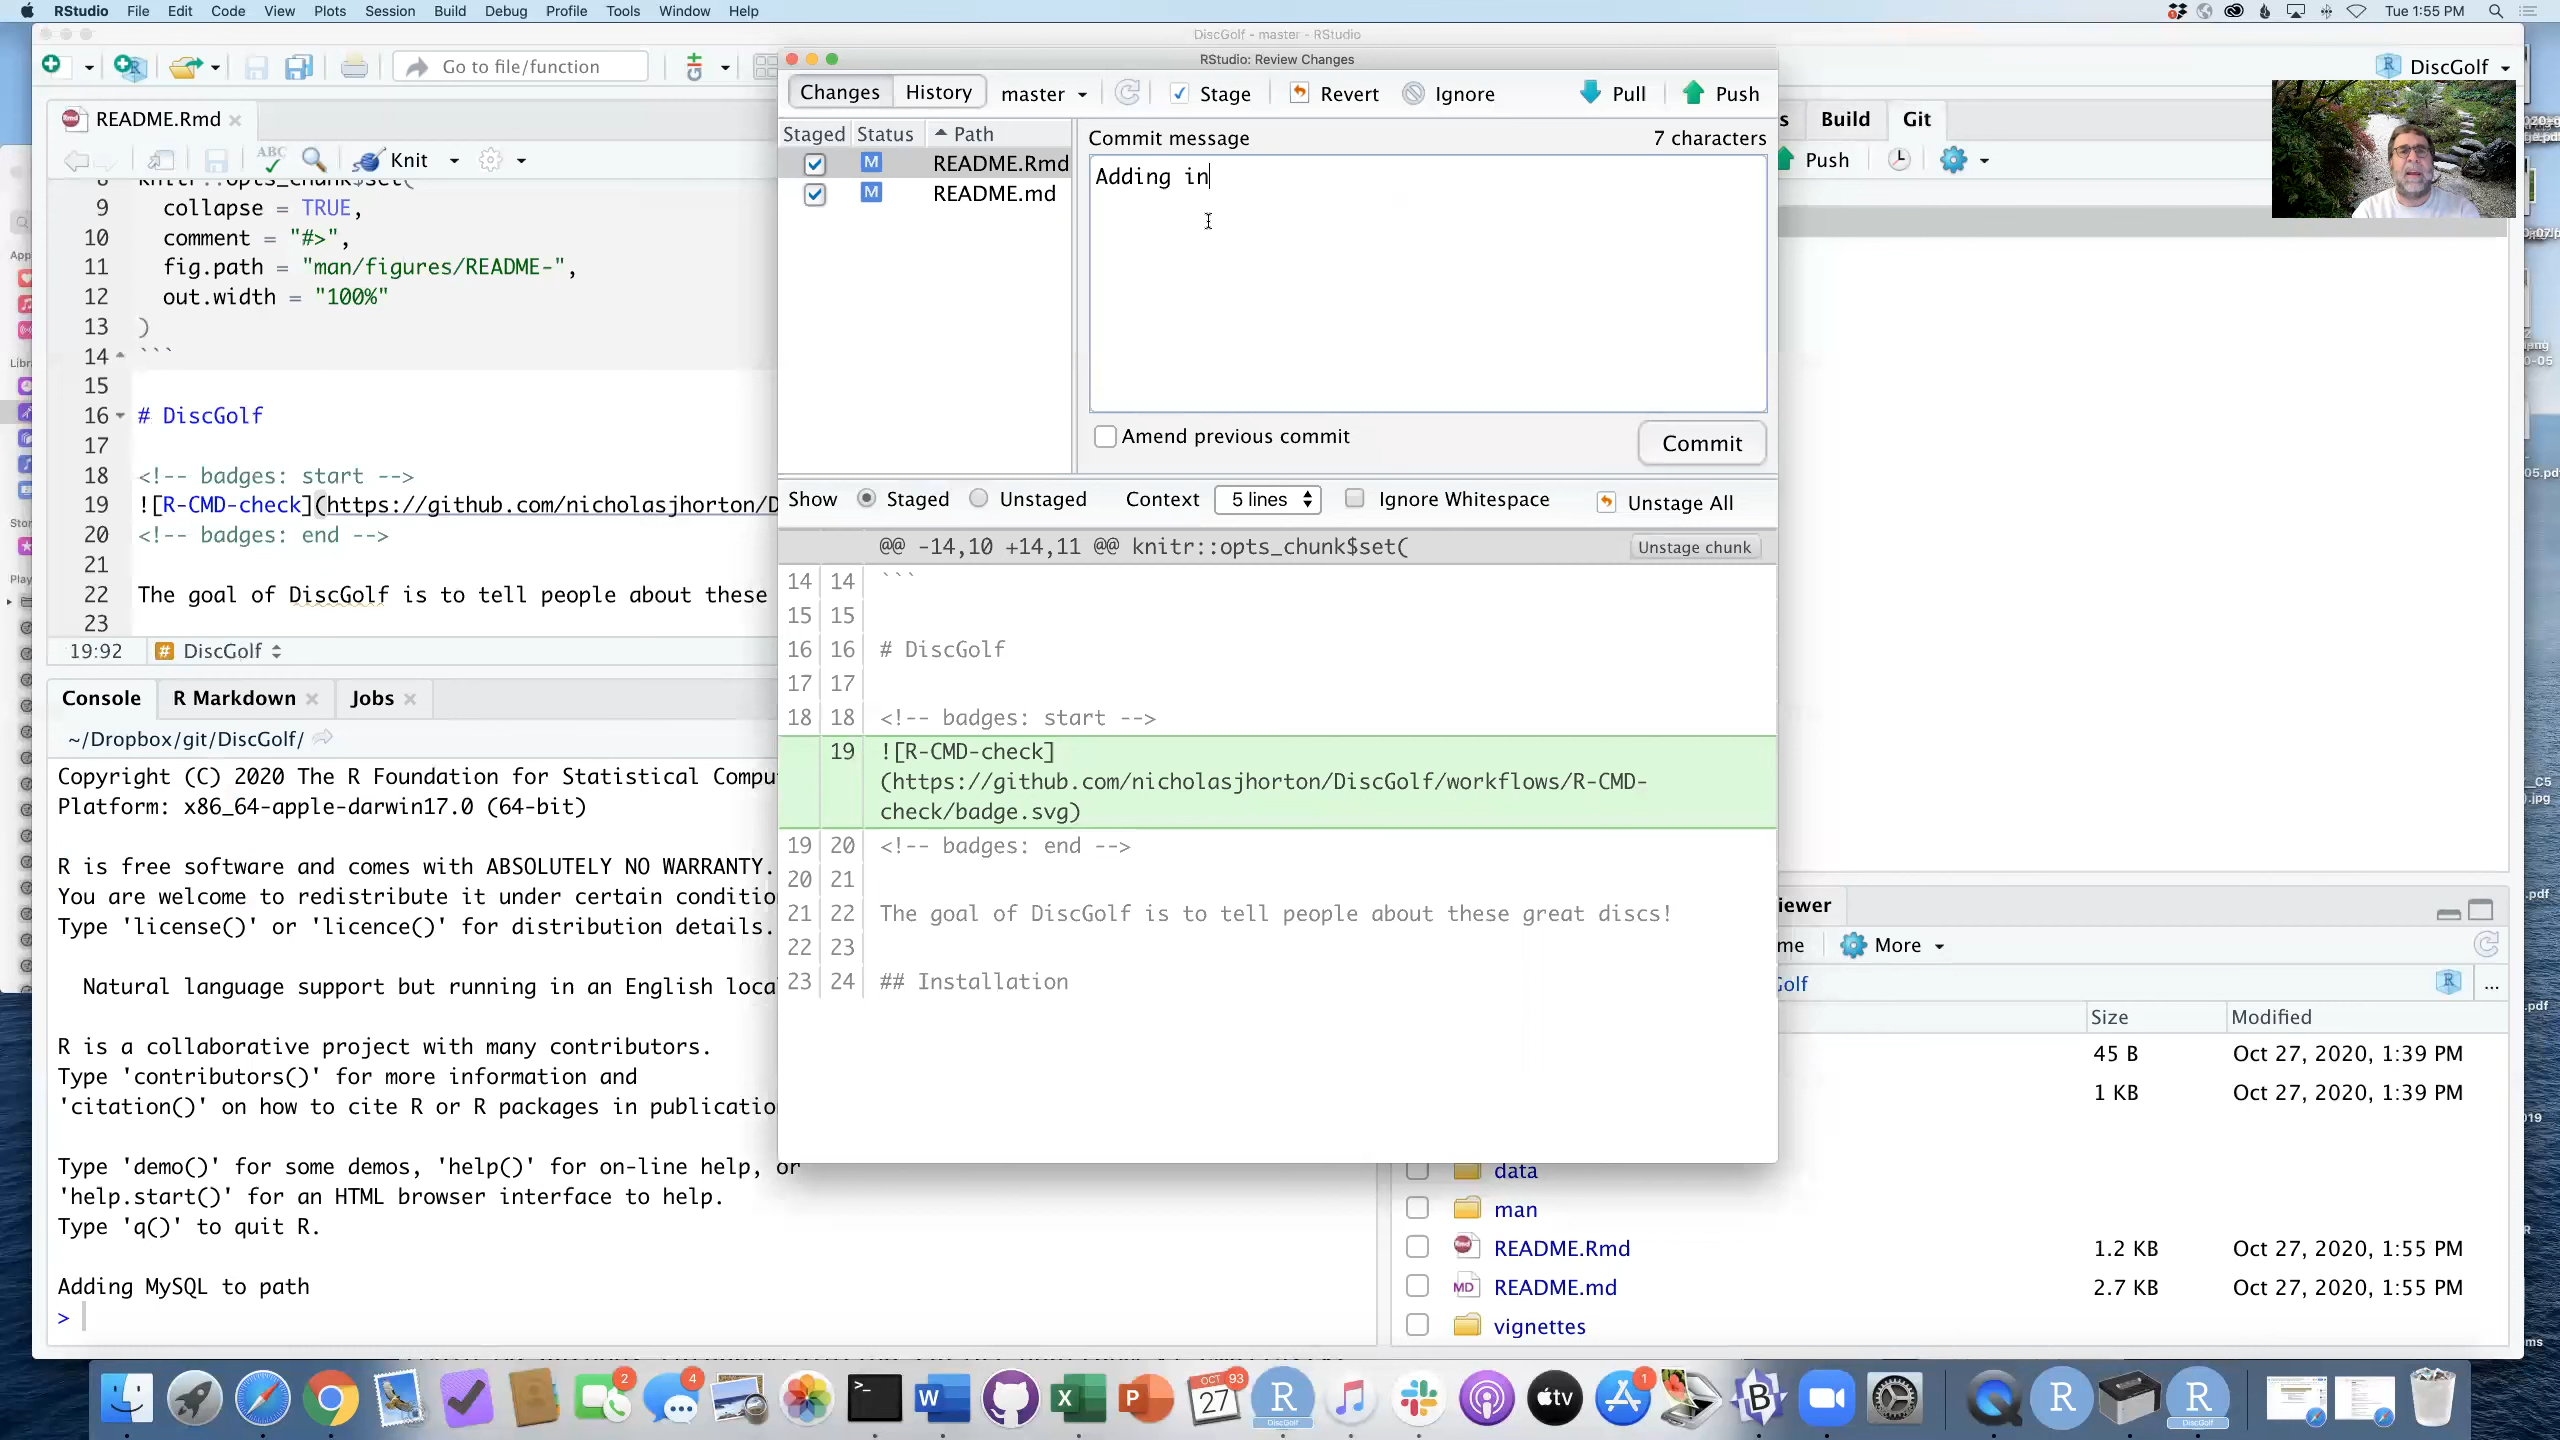 RStudio File Edit Code View Plots Session Build Debug Profile Tools Window Help
Tue 1:55 PM
DiscGolf - master - RStudio
Go to file/function
DiscGolf
README.Rmd
Knit
knitr::opts_chunk$set(
9 collapse = TRUE,
10 comment = "#>",
11 fig.path = "man/figures/README-",
12 out.width = "100%"
13 )
14 ```
15
16 # DiscGolf
17
18 <!-- badges: start -->
19 ![R-CMD-check](https://github.com/nicholasjhorton/D
20 <!-- badges: end -->
21
22 The goal of DiscGolf is to tell people about these
23
19:92 # DiscGolf
Console R Markdown Jobs
~/Dropbox/git/DiscGolf/
Copyright (C) 2020 The R Foundation for Statistical Compu
Platform: x86_64-apple-darwin17.0 (64-bit)
R is free software and comes with ABSOLUTELY NO WARRANTY.
You are welcome to redistribute it under certain conditio
Type 'license()' or 'licence()' for distribution details.
Natural language support but running in an English loca
R is a collaborative project with many contributors.
Type 'contributors()' for more information and
'citation()' on how to cite R or R packages in publicatio
Type 'demo()' for some demos, 'help()' for on-line help, or
'help.start()' for an HTML browser interface to help.
Type 'q()' to quit R.
Adding MySQL to path
>
RStudio: Review Changes
Changes History master Stage Revert Ignore Pull Push
Staged Status Path
M README.Rmd
M README.md
Commit message 7 characters
Adding in
Amend previous commit
Commit
Show Staged Unstaged Context 5 lines Ignore Whitespace Unstage All
@@ -14,10 +14,11 @@ knitr::opts_chunk$set( Unstage chunk
14 14 ```
15 15
16 16 # DiscGolf
17 17
18 18 <!-- badges: start -->
19 ![R-CMD-check]
(https://github.com/nicholasjhorton/DiscGolf/workflows/R-CMD-
check/badge.svg)
19 20 <!-- badges: end -->
20 21
21 22 The goal of DiscGolf is to tell people about these great discs!
22 23
23 24 ## Installation
s Build Git
Push
iewer
me More
Golf
Size Modified
45 B Oct 27, 2020, 1:39 PM
1 KB Oct 27, 2020, 1:39 PM
data
man
README.Rmd 1.2 KB Oct 27, 2020, 1:55 PM
README.md 2.7 KB Oct 27, 2020, 1:55 PM
vignettes